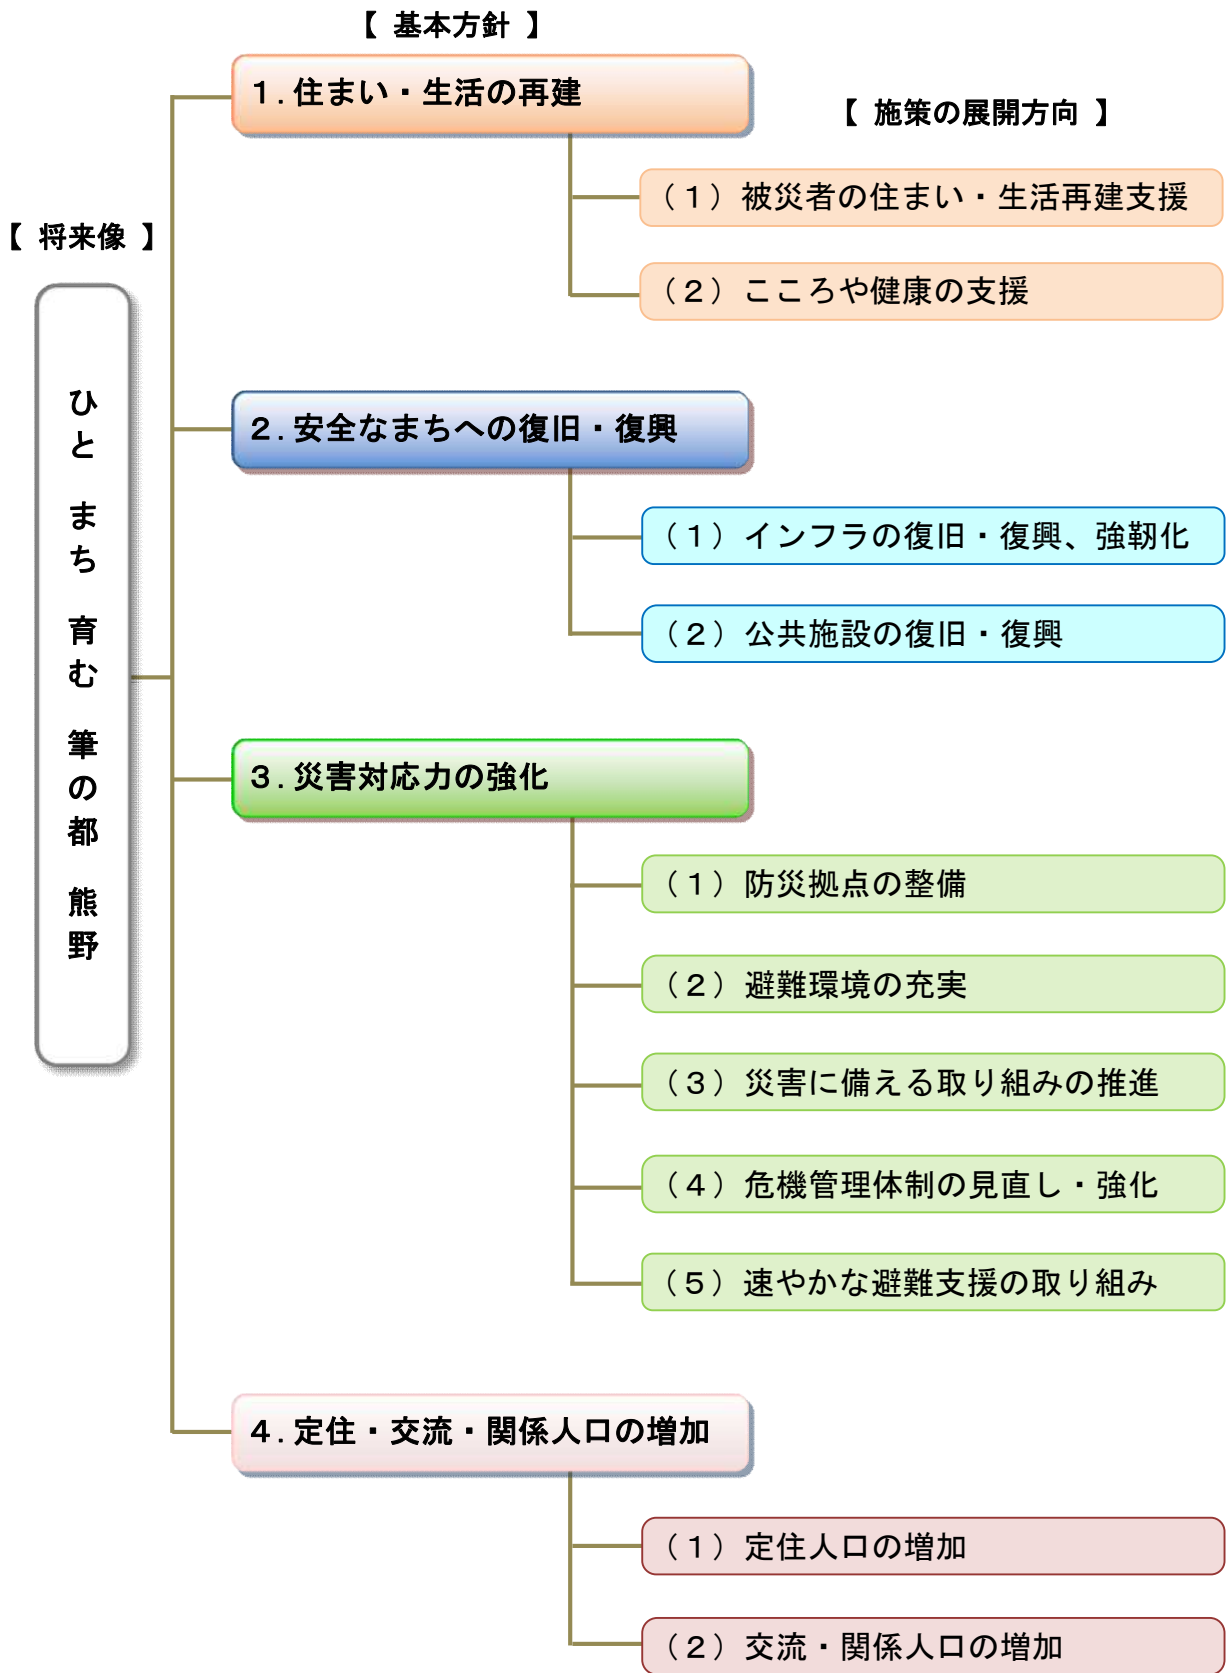 【 基本方針 】
１.住まい・生活の再建
【 施策の展開方向 】
（１）被災者の住まい・生活再建支援
（２）こころや健康の支援
【 将来像 】
ひと まち 育む 筆の都 熊野
２.安全なまちへの復旧・復興
（１）インフラの復旧・復興、強靭化
（２）公共施設の復旧・復興
３.災害対応力の強化
（１）防災拠点の整備
（２）避難環境の充実
（３）災害に備える取り組みの推進
（４）危機管理体制の見直し・強化
（５）速やかな避難支援の取り組み
４.定住・交流・関係人口の増加
（１）定住人口の増加
（２）交流・関係人口の増加